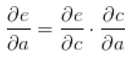 ∂e/∂a = ∂e/∂c · ∂c/∂a